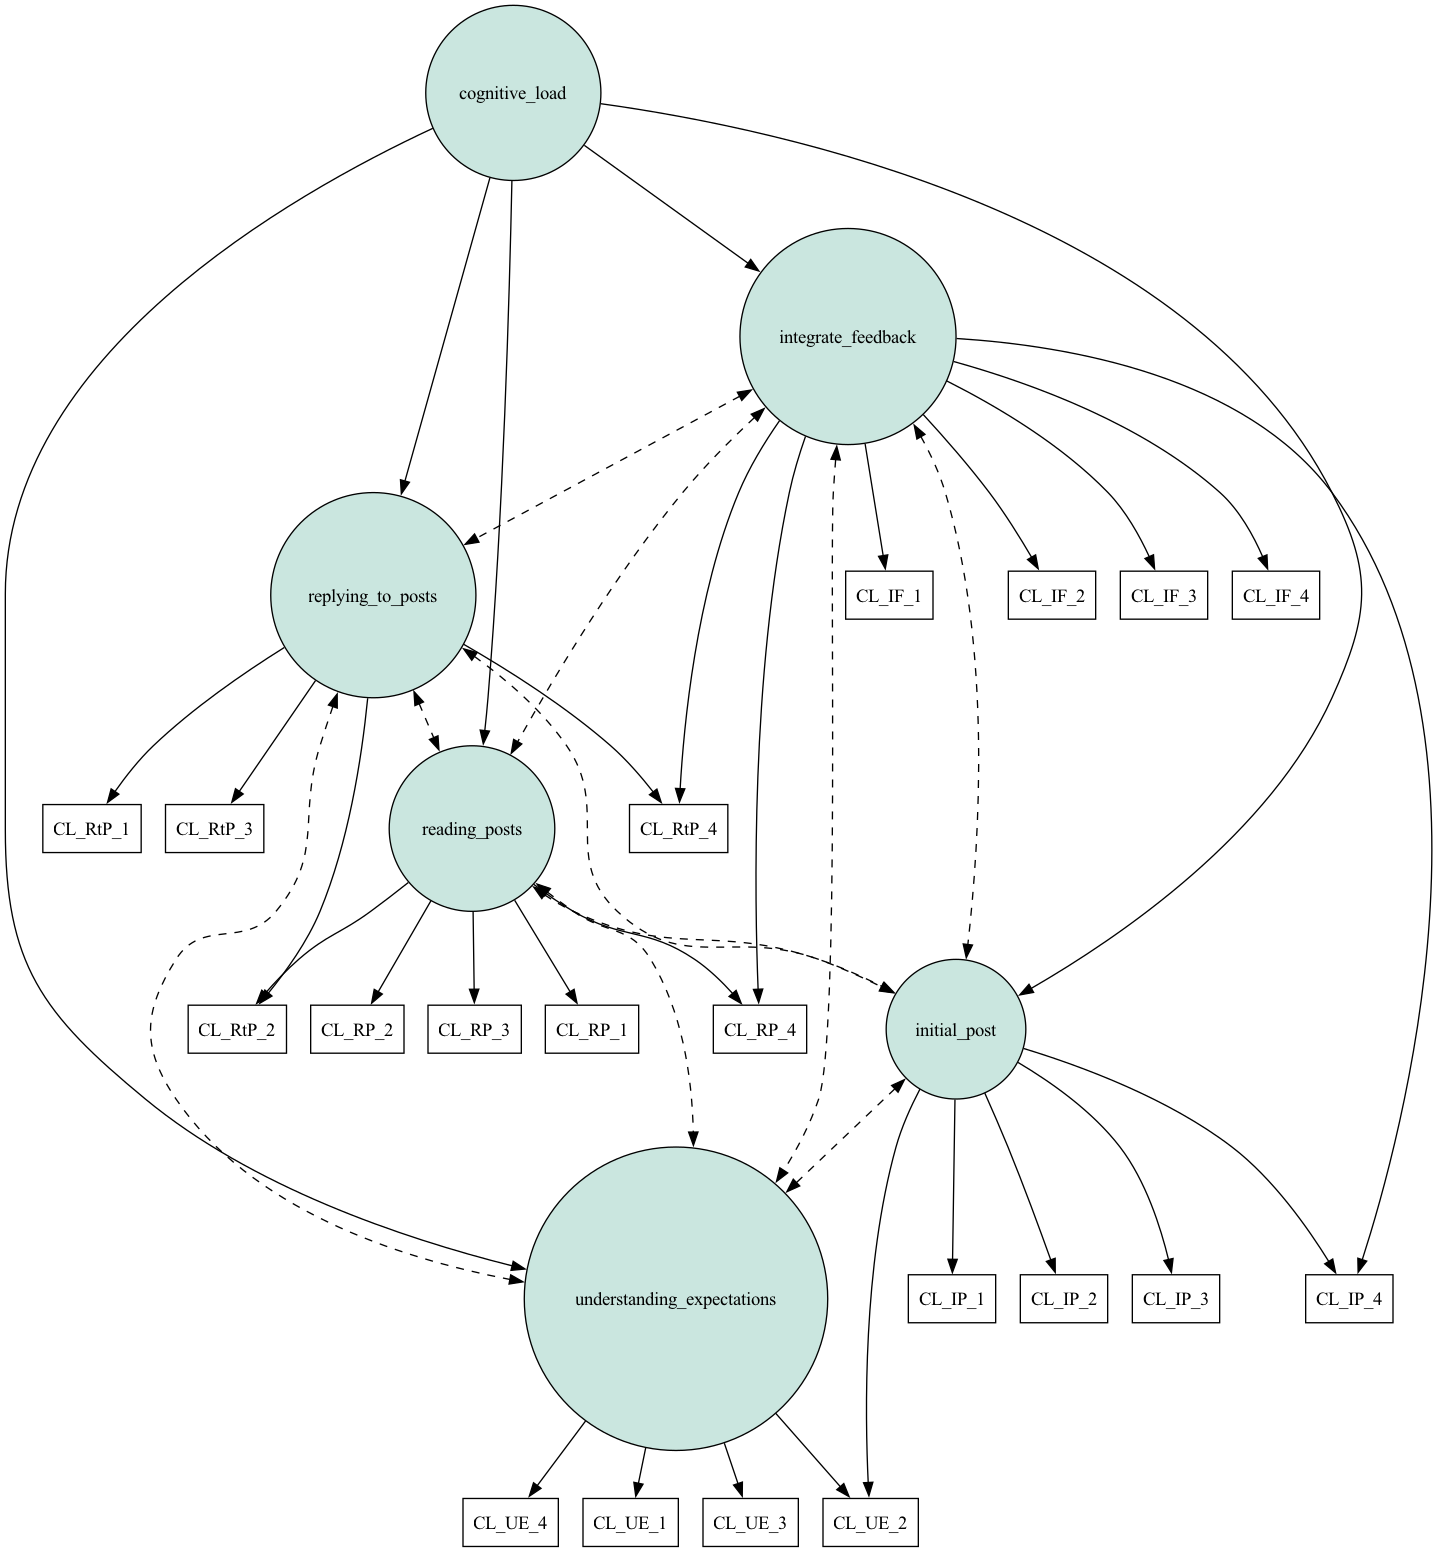 cognitive_load
integrate_feedback
replying_to_posts
CL_IF_1
CL_IF_2
CL_IF_3
CL_IF_4
CL_RtP_1
CL_RtP_3
reading_posts
CL_RtP_4
CL_RtP_2
CL_RP_2
CL_RP_3
CL_RP_1
CL_RP_4
initial_post
understanding_expectations
CL_IP_1
CL_IP_2
CL_IP_3
CL_IP_4
CL_UE_4
CL_UE_1
CL_UE_3
CL_UE_2